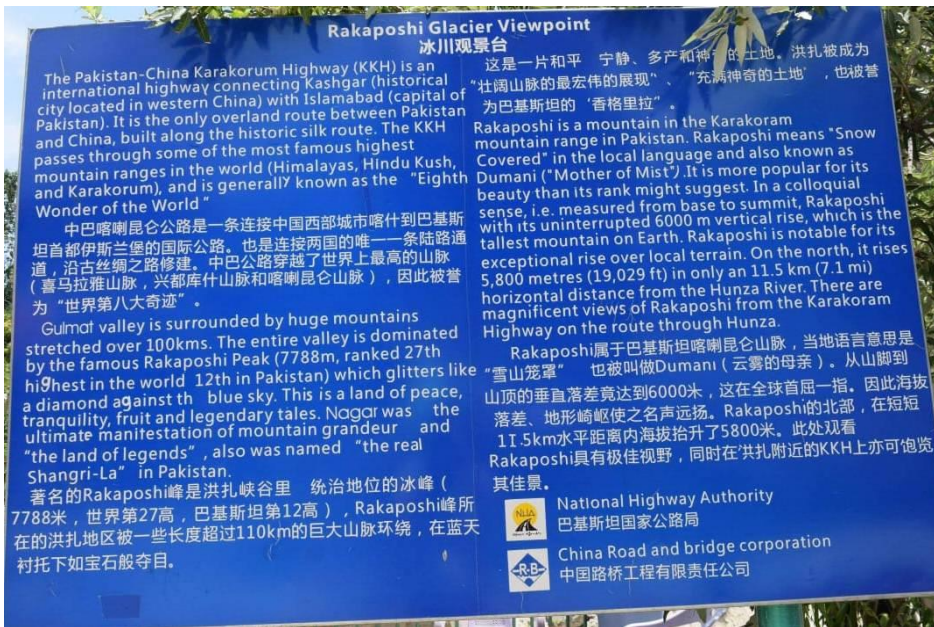 Rakaposhi Glacier Viewpoint
冰川观景台
The Pakistan-China Karakorum Highway (KKH) is an
international highway connecting Kashgar (historical
city located in western China) with Islamabad (capital of
Pakistan). It is the only overland route between Pakistan
and China, built along the historic silk route. The KKH
passes through some of the most famous highest
mountain ranges in the world (Himalayas, Hindu Kush,
and Karakorum), and is generally known as the "Eighth
Wonder of the World "
中巴喀喇昆仑公路是一条连接中国西部城市喀什到巴基斯
坦首都伊斯兰堡的国际公路。也是连接两国的唯一一条陆路通
道，沿古丝绸之路修建。中巴公路穿越了世界上最高的山脉
（喜马拉雅山脉，兴都库什山脉和喀喇昆仑山脉），因此被誉
为“世界第八大奇迹”。
Gulmat valley is surrounded by huge mountains
stretched over 100kms. The entire valley is dominated
by the famous Rakaposhi Peak (7788m, ranked 27th
highest in the world 12th in Pakistan) which glitters like
a diamond against th blue sky. This is a land of peace,
tranquility, fruit and legendary tales. Nagar was the
ultimate manifestation of mountain grandeur and
"the land of legends", also was named "the real
Shangri-La" in Pakistan.
著名的Rakaposhi峰是洪扎峡谷里 统治地位的冰峰（
7788米，世界第27高，巴基斯坦第12高），Rakaposhi峰所
在的洪扎地区被一些长度超过110km的巨大山脉环绕，在蓝天
衬托下如宝石般夺目。
这是一片和平 宁静、多产和神奇的土地。洪扎被成为
“壮阔山脉的最宏伟的展现”、“充满神奇的土地’，也被誉
为巴基斯坦的‘香格里拉”。
Rakaposhi is a mountain in the Karakoram
mountain range in Pakistan. Rakaposhi means "Snow
Covered" in the local language and also known as
Dumani ("Mother of Mist").It is more popular for its
beauty than its rank might suggest. In a colloquial
sense, i.e. measured from base to summit, Rakaposhi
with its uninterrupted 6000 m vertical rise, which is the
tallest mountain on Earth. Rakaposhi is notable for its
exceptional rise over local terrain. On the north, it rises
5,800 metres (19,029 ft) in only an 11.5 km (7.1 mi)
horizontal distance from the Hunza River. There are
magnificent views of Rakaposhi from the Karakoram
Highway on the route through Hunza.
Rakaposhi属于巴基斯坦喀喇昆仑山脉，当地语言意思是
“雪山笼罩” 也被叫做Dumani（云雾的母亲）。从山脚到
山顶的垂直落差竟达到6000米，这在全球首屈一指。因此海拔
落差、地形崎岖使之名声远扬。Rakaposhi的北部，在短短
11.5km水平距离内海拔抬升了5800米。此处观看
Rakaposhi具有极佳视野，同时在洪扎附近的KKH上亦可饱览
其佳景。
National Highway Authority
巴基斯坦国家公路局
China Road and bridge corporation
中国路桥工程有限责任公司
NHA
R-B